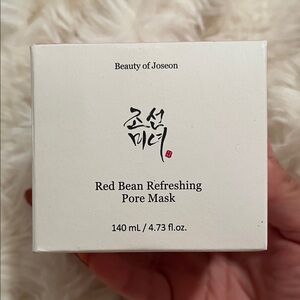 Beauty of Joseon
조선
미녀
Red Bean Refreshing
Pore Mask
140 mL / 4.73 fl.oz.